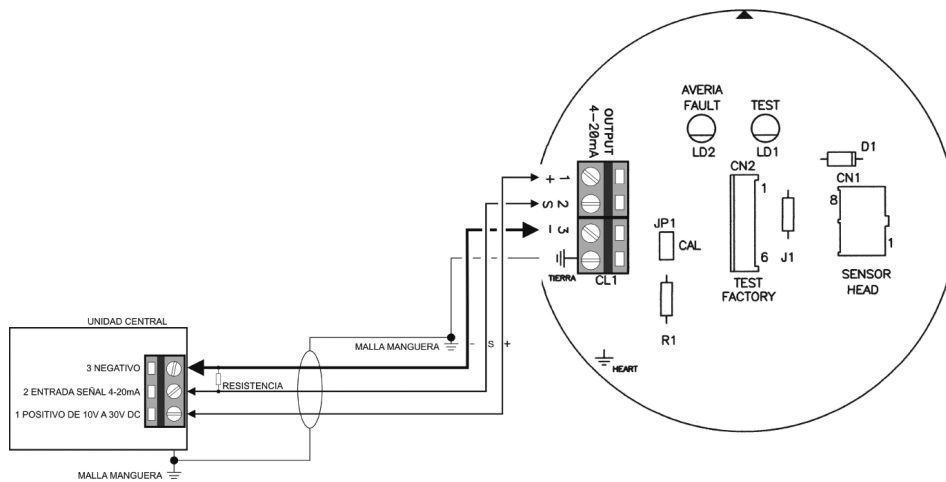 UNIDAD CENTRAL
3 NEGATIVO
2 ENTRADA SEÑAL 4-20mA
1 POSITIVO DE 10V A 30V DC
RESISTENCIA
MALLA MANGUERA
MALLA MANGUERA
- S +
OUTPUT
4-20mA
+ 1
S 2
- 3
TIERRA
CL1
AVERIA
FAULT
LD2
TEST
LD1
D1
CN2
1
6
TEST
FACTORY
J1
CN1
8
1
SENSOR
HEAD
JP1
CAL
R1
HEART